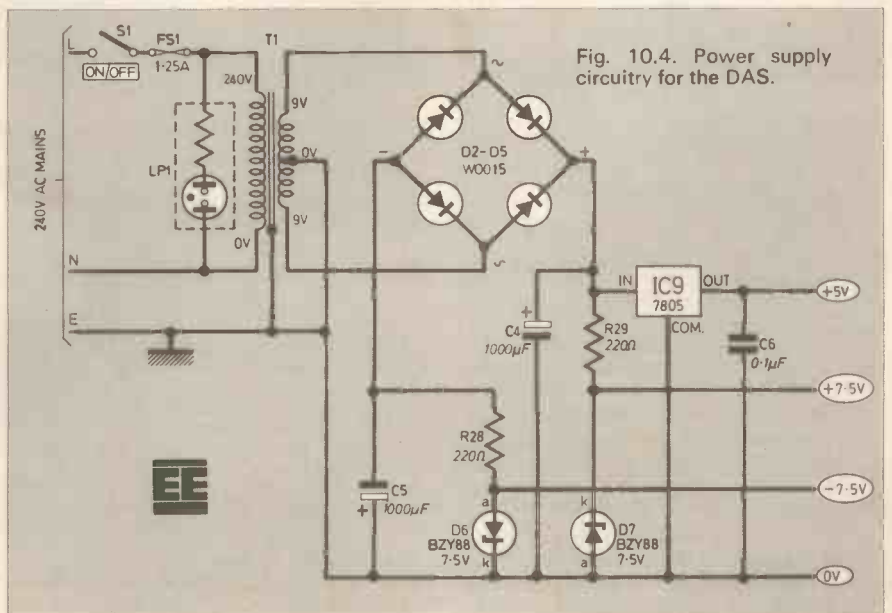 Fig. 10.4. Power supply
circuitry for the DAS.
L
S1
FS1
T1
ON/OFF
1·25A
240V
9V
0V
9V
0V
LP1
240V AC MAINS
N
E
~
−
+
~
D2-D5
WO015
IN
IC9
7805
OUT
COM.
+5V
+
C4
1000µF
R29
220Ω
C6
0·1µF
+7·5V
R28
220Ω
−7·5V
C5
+
1000µF
a
D6
BZY88
7·5V
k
k
D7
BZY88
7·5V
a
0V
EE